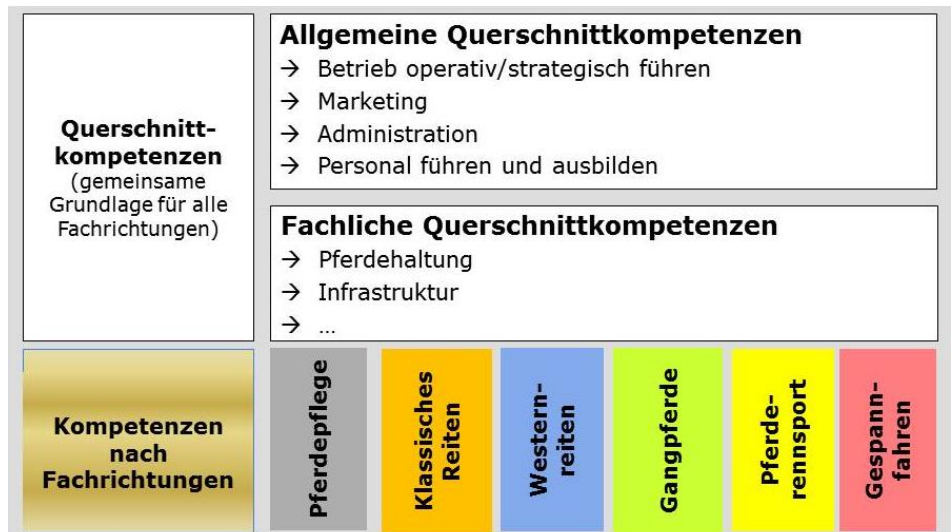 Querschnitt-
kompetenzen
(gemeinsame
Grundlage für alle
Fachrichtungen)
Allgemeine Querschnittkompetenzen
→ Betrieb operativ/strategisch führen
→ Marketing
→ Administration
→ Personal führen und ausbilden
Fachliche Querschnittkompetenzen
→ Pferdehaltung
→ Infrastruktur
→ ...
Kompetenzen
nach
Fachrichtungen
Pferdepflege
Klassisches
Reiten
Western-
reiten
Gangpferde
Pferde-
rennsport
Gespann-
fahren